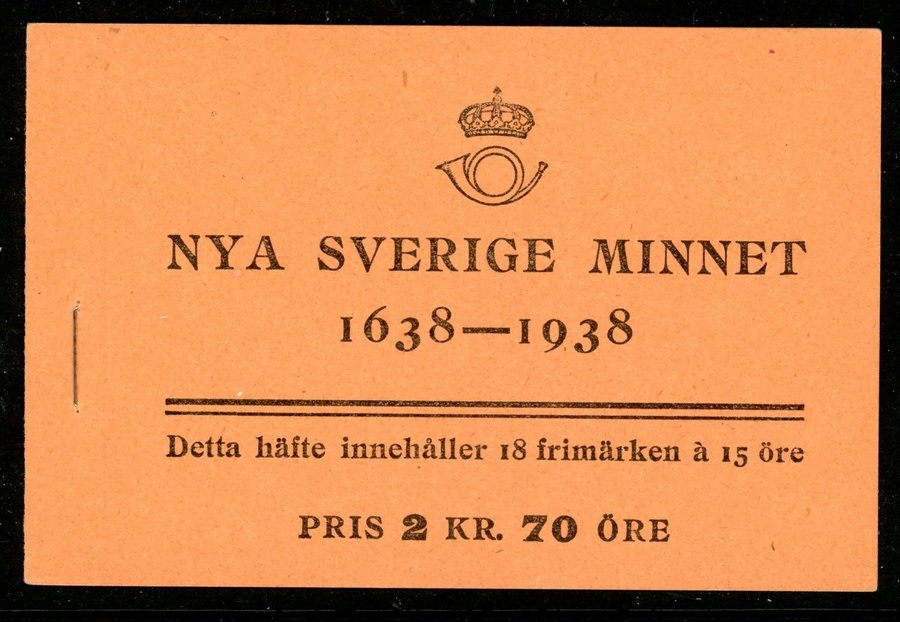 NYA SVERIGE MINNET
1638—1938
Detta häfte innehåller 18 frimärken à 15 öre
PRIS 2 KR. 70 ÖRE